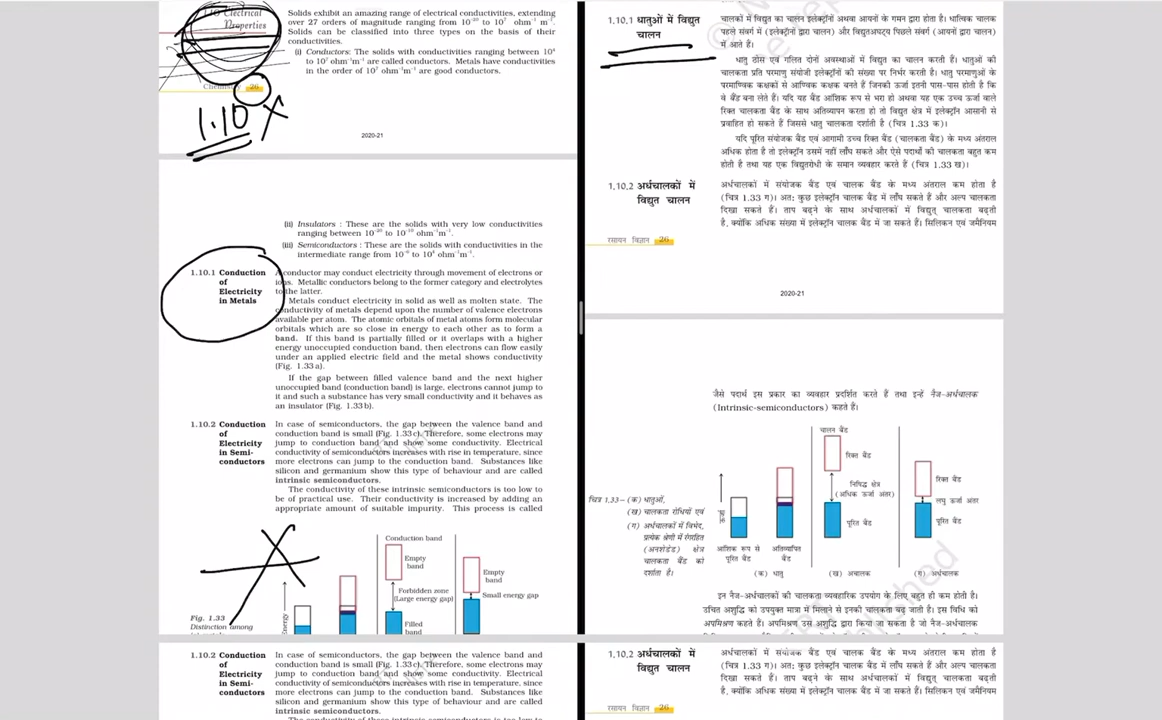 1.10 Electrical
Properties
Solids exhibit an amazing range of electrical conductivities, extending
over 27 orders of magnitude ranging from 10⁻²⁰ to 10⁷ ohm⁻¹ m⁻¹.
Solids can be classified into three types on the basis of their
conductivities.
(i) Conductors: The solids with conductivities ranging between 10⁴
to 10⁷ ohm⁻¹m⁻¹ are called conductors. Metals have conductivities
in the order of 10⁷ ohm⁻¹m⁻¹ are good conductors.
Chemistry 26
1.10 X
2020-21
(ii) Insulators : These are the solids with very low conductivities
ranging between 10⁻²⁰ to 10⁻¹⁰ ohm⁻¹m⁻¹.
(iii) Semiconductors : These are the solids with conductivities in the
intermediate range from 10⁻⁶ to 10⁴ ohm⁻¹m⁻¹.
1.10.1 Conduction
of
Electricity
in Metals
A conductor may conduct electricity through movement of electrons or
ions. Metallic conductors belong to the former category and electrolytes
to the latter.
Metals conduct electricity in solid as well as molten state. The
conductivity of metals depend upon the number of valence electrons
available per atom. The atomic orbitals of metal atoms form molecular
orbitals which are so close in energy to each other as to form a
band. If this band is partially filled or it overlaps with a higher
energy unoccupied conduction band, then electrons can flow easily
under an applied electric field and the metal shows conductivity
(Fig. 1.33 a).
If the gap between filled valence band and the next higher
unoccupied band (conduction band) is large, electrons cannot jump to
it and such a substance has very small conductivity and it behaves as
an insulator (Fig. 1.33 b).
1.10.2 Conduction
of
Electricity
in Semi-
conductors
In case of semiconductors, the gap between the valence band and
conduction band is small (Fig. 1.33 c). Therefore, some electrons may
jump to conduction band and show some conductivity. Electrical
conductivity of semiconductors increases with rise in temperature, since
more electrons can jump to the conduction band. Substances like
silicon and germanium show this type of behaviour and are called
intrinsic semiconductors.
The conductivity of these intrinsic semiconductors is too low to
be of practical use. Their conductivity is increased by adding an
appropriate amount of suitable impurity. This process is called
Conduction band
Empty
band
Forbidden zone
(Large energy gap)
Filled
band
Empty
band
Small energy gap
Energy
Fig. 1.33
Distinction among
1.10.2 Conduction
of
Electricity
in Semi-
conductors
In case of semiconductors, the gap between the valence band and
conduction band is small (Fig. 1.33 c). Therefore, some electrons may
jump to conduction band and show some conductivity. Electrical
conductivity of semiconductors increases with rise in temperature, since
more electrons can jump to the conduction band. Substances like
silicon and germanium show this type of behaviour and are called
intrinsic semiconductors.
1.10.1 धातुओं में विद्युत
चालन
चालकों में विद्युत का चालन इलेक्ट्रॉनों अथवा आयनों के गमन द्वारा होता है। धात्विक चालक
पहले संवर्ग में (इलेक्ट्रॉनों द्वारा चालन) और विद्युतअपघट्य पिछले संवर्ग (आयनों द्वारा चालन)
में आते हैं।
धातु ठोस एवं गलित दोनों अवस्थाओं में विद्युत का चालन करती हैं। धातुओं की
चालकता प्रति परमाणु संयोजी इलेक्ट्रॉनों की संख्या पर निर्भर करती है। धातु परमाणुओं के
परमाण्विक कक्षकों से आण्विक कक्षक बनते हैं जिनकी ऊर्जा इतनी पास-पास होती है कि
वे बैंड बना लेते हैं। यदि यह बैंड आंशिक रूप से भरा हो अथवा यह एक उच्च ऊर्जा वाले
रिक्त चालकता बैंड के साथ अतिव्यापन करता हो तो विद्युत क्षेत्र में इलेक्ट्रॉन आसानी से
प्रवाहित हो सकते हैं जिससे धातु चालकता दर्शाती है (चित्र 1.33 क)।
यदि पूरित संयोजक बैंड एवं आगामी उच्च रिक्त बैंड (चालकता बैंड) के मध्य अंतराल
अधिक होता है तो इलेक्ट्रॉन उसमें नहीं लाँघ सकते और ऐसे पदार्थों की चालकता बहुत कम
होती है तथा यह एक विद्युतरोधी के समान व्यवहार करते हैं (चित्र 1.33 ख)।
1.10.2 अर्धचालकों में
विद्युत चालन
अर्धचालकों में संयोजक बैंड एवं चालक बैंड के मध्य अंतराल कम होता है
(चित्र 1.33 ग)। अतः कुछ इलेक्ट्रॉन चालक बैंड में लाँघ सकते हैं और अल्प चालकता
दिखा सकते हैं। ताप बढ़ने के साथ अर्धचालकों में विद्युत् चालकता बढ़ती
है, क्योंकि अधिक संख्या में इलेक्ट्रॉन चालक बैंड में जा सकते हैं। सिलिकन एवं जर्मेनियम
रसायन विज्ञान 26
2020-21
जैसे पदार्थ इस प्रकार का व्यवहार प्रदर्शित करते हैं तथा इन्हें नैज-अर्धचालक
(Intrinsic-semiconductors) कहते हैं।
चालन बैंड
रिक्त बैंड
निषिद्ध क्षेत्र
(अधिक ऊर्जा अंतर)
पूरित बैंड
रिक्त बैंड
लघु ऊर्जा अंतर
पूरित बैंड
आंशिक रूप से
पूरित बैंड
अतिव्यापित
बैंड
(क) धातु
(ख) अचालक
(ग) अर्धचालक
चित्र 1.33– (क) धातुओं,
(ख) चालकता रोधियों एवं
(ग) अर्धचालकों में विभेद,
प्रत्येक श्रेणी में रंगरहित
(अनशेडेड) क्षेत्र
चालकता बैंड को
दर्शाता है।
इन नैज-अर्धचालकों की चालकता व्यावहारिक उपयोग के लिए बहुत ही कम होती है।
उचित अशुद्धि को उपयुक्त मात्रा में मिलाने से इनकी चालकता बढ़ जाती है। इस विधि को
अपमिश्रण कहते हैं। अपमिश्रण उस अशुद्धि द्वारा किया जा सकता है जो नैज-अर्धचालक
1.10.2 अर्धचालकों में
विद्युत चालन
अर्धचालकों में संयोजक बैंड एवं चालक बैंड के मध्य अंतराल कम होता है
(चित्र 1.33 ग)। अतः कुछ इलेक्ट्रॉन चालक बैंड में लाँघ सकते हैं और अल्प चालकता
दिखा सकते हैं। ताप बढ़ने के साथ अर्धचालकों में विद्युत् चालकता बढ़ती
है, क्योंकि अधिक संख्या में इलेक्ट्रॉन चालक बैंड में जा सकते हैं। सिलिकन एवं जर्मेनियम
रसायन विज्ञान 26